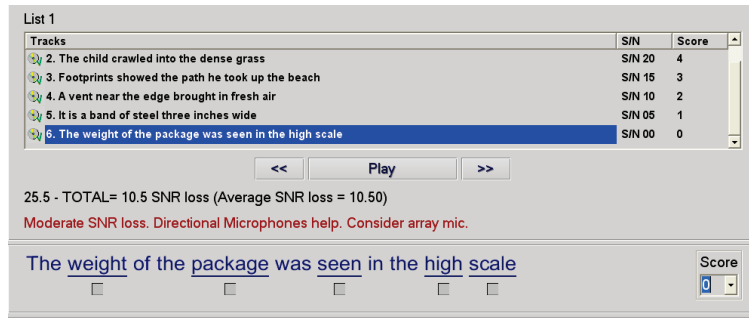 List 1
Tracks S/N Score
2. The child crawled into the dense grass S/N 20 4
3. Footprints showed the path he took up the beach S/N 15 3
4. A vent near the edge brought in fresh air S/N 10 2
5. It is a band of steel three inches wide S/N 05 1
6. The weight of the package was seen in the high scale S/N 00 0
<< Play >>
25.5 - TOTAL= 10.5 SNR loss (Average SNR loss = 10.50)
Moderate SNR loss. Directional Microphones help. Consider array mic.
The weight of the package was seen in the high scale
Score
0